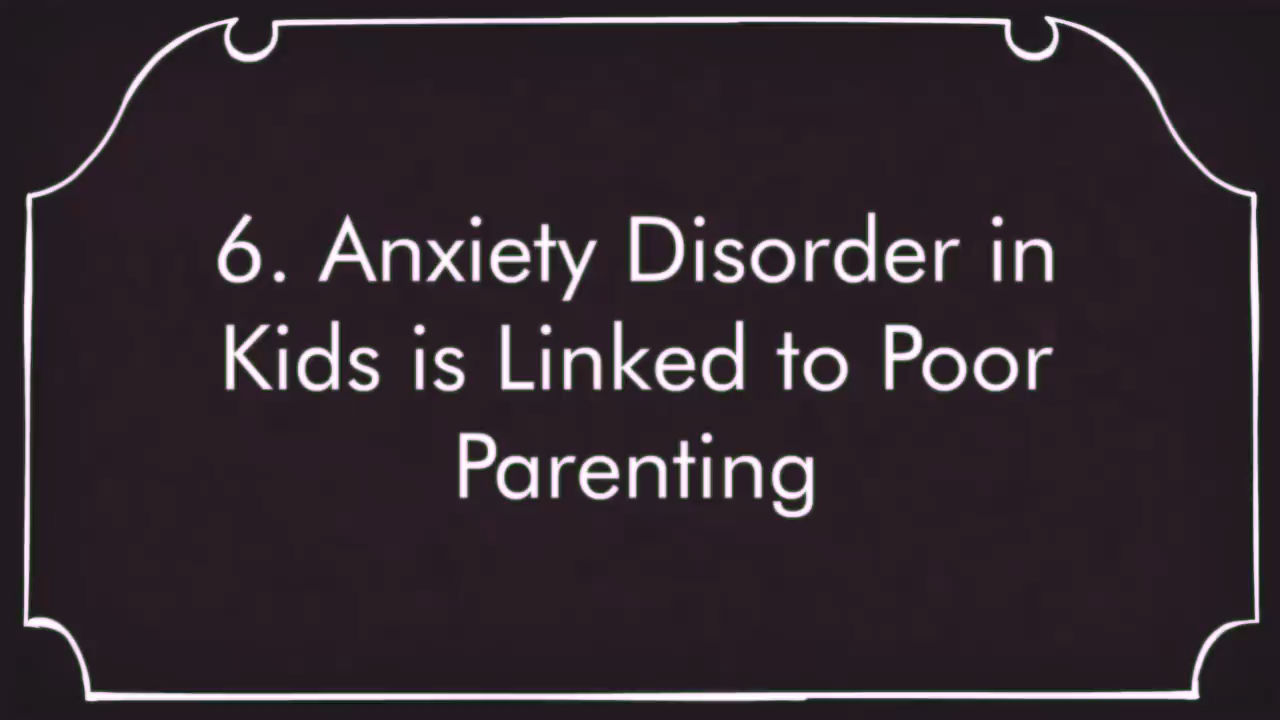 6. Anxiety Disorder in
Kids is Linked to Poor
Parenting